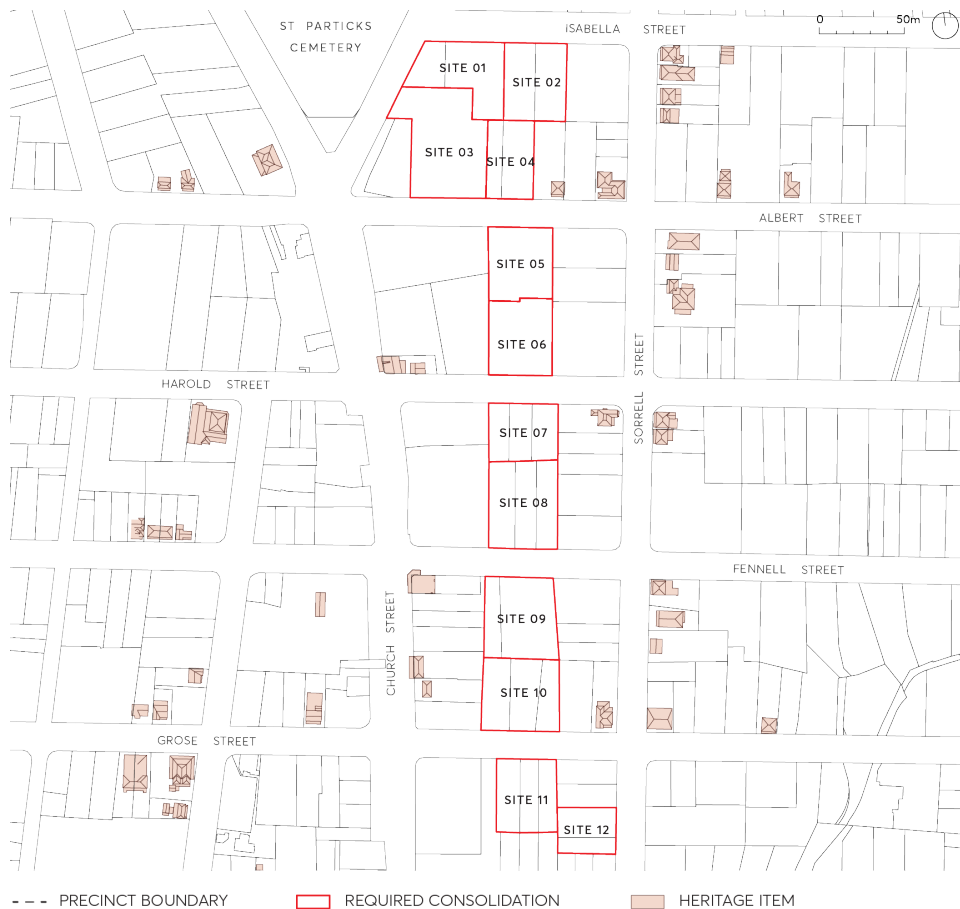 ST PARTICKS
CEMETERY
ISABELLA STREET
0 50m
SITE 01
SITE 02
SITE 03
SITE 04
ALBERT STREET
SITE 05
SITE 06
SORRELL STREET
HAROLD STREET
SITE 07
SITE 08
FENNELL STREET
CHURCH STREET
SITE 09
SITE 10
GROSE STREET
SITE 11
SITE 12
PRECINCT BOUNDARY
REQUIRED CONSOLIDATION
HERITAGE ITEM